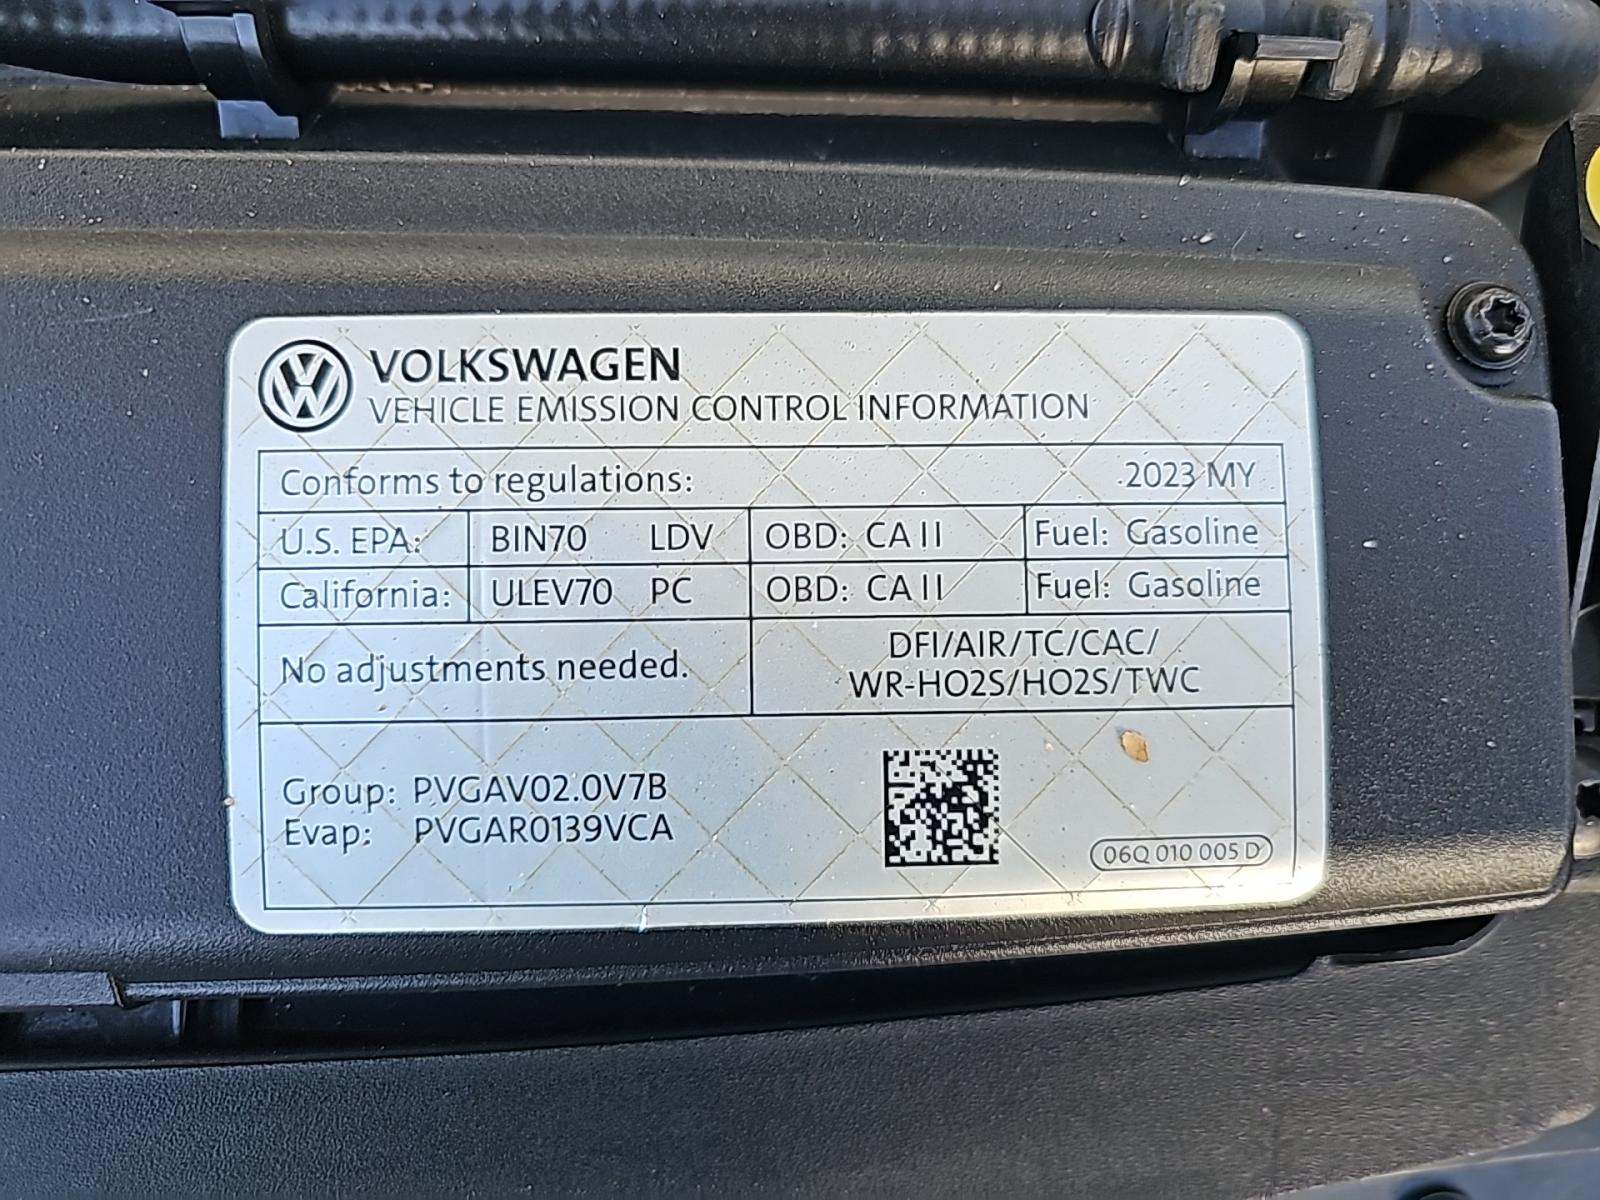 VOLKSWAGEN
VEHICLE EMISSION CONTROL INFORMATION
Conforms to regulations: 2023 MY
U.S. EPA: BIN70 LDV OBD: CA II Fuel: Gasoline
California: ULEV70 PC OBD: CA II Fuel: Gasoline
No adjustments needed.
DFI/AIR/TC/CAC/
WR-HO2S/HO2S/TWC
Group: PVGAV02.0V7B
Evap: PVGAR0139VCA
06Q 010 005 D